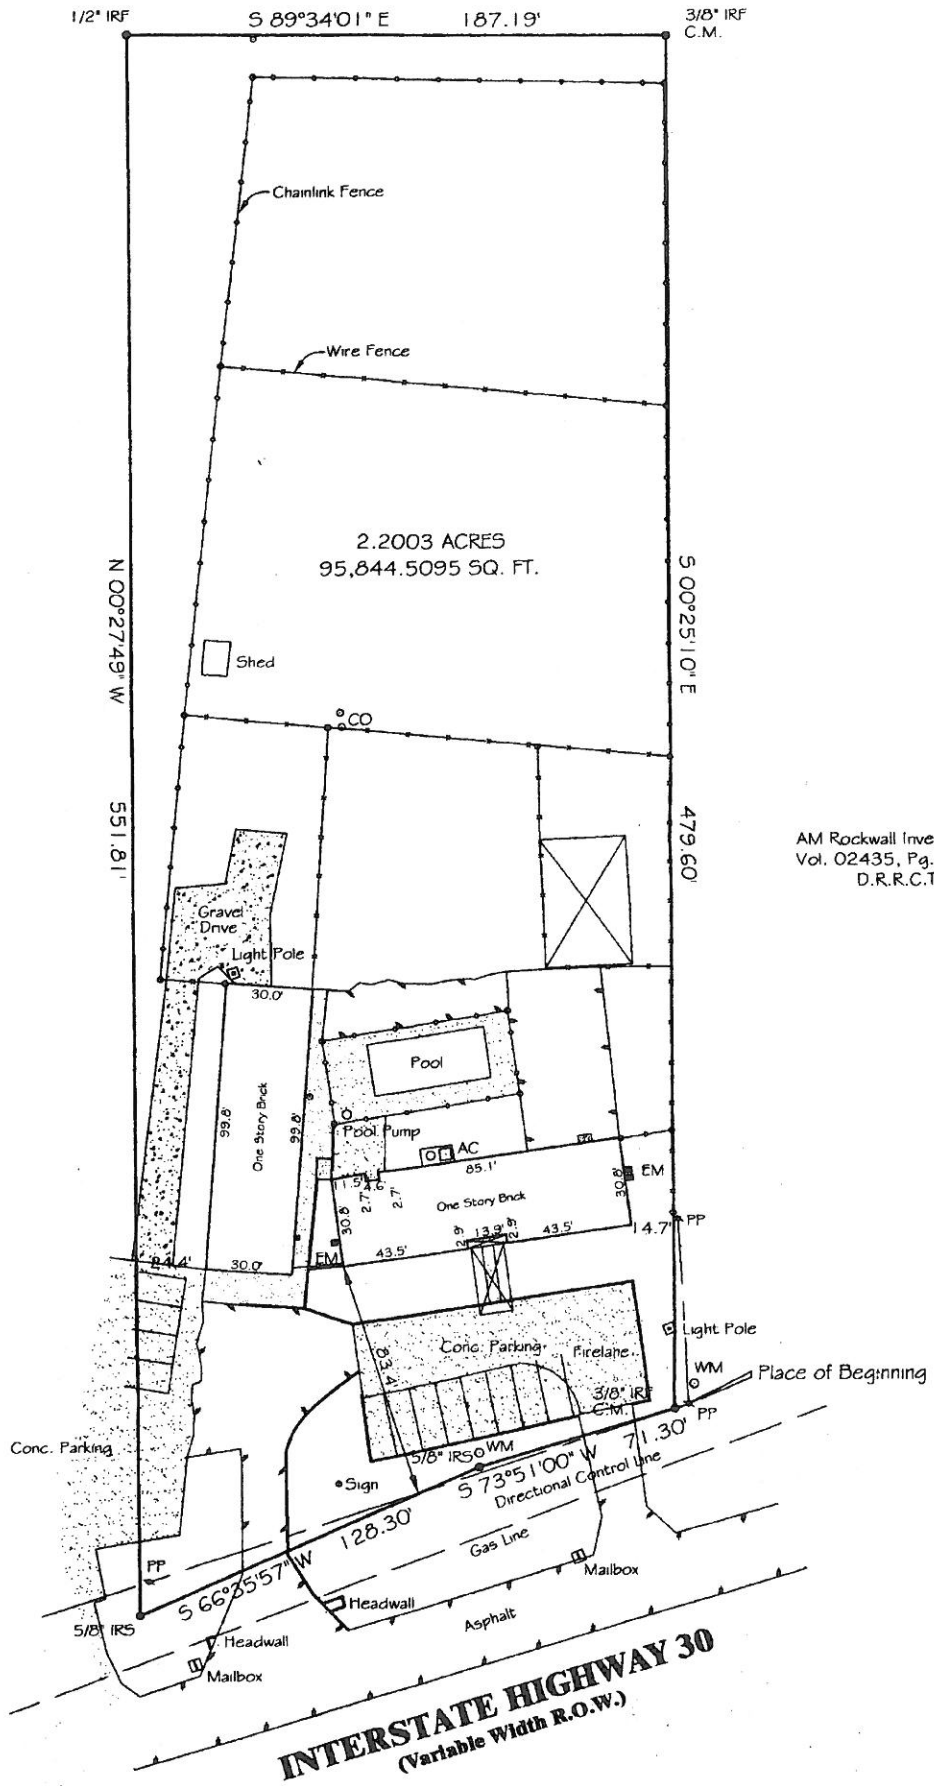 1/2" IRF
S 89°34'01" E 187.19'
3/8" IRF
C.M.
Chainlink Fence
Wire Fence
2.2003 ACRES
95,844.5095 SQ. FT.
N 00°27'49" W
551.81'
S 00°25'10" E
479.60'
Shed
CO
AM Rockwall Inve
Vol. 02435, Pg.
D.R.R.C.T
Gravel
Drive
Light Pole
30.0'
99.8'
One Story Brick
99.8'
Pool
Pool Pump
AC
85.1'
11.5'
4.6'
2.7'
2.7'
30.8'
One Story Brick
30.8'
EM
2.9'
13.9'
2.9'
43.5'
43.5'
14.7'
PP
EM
24.4'
30.0'
Light Pole
Conc. Parking
Firelane
83.4'
WM
Place of Beginning
3/8" IRF
C.M.
PP
Conc. Parking
5/8" IRS
WM
S 73°51'00" W 71.30'
Directional Control Line
Sign
128.30'
S 66°35'57" W
Gas Line
PP
Mailbox
5/8" IRS
Headwall
Headwall
Asphalt
Mailbox
INTERSTATE HIGHWAY 30
(Variable Width R.O.W.)